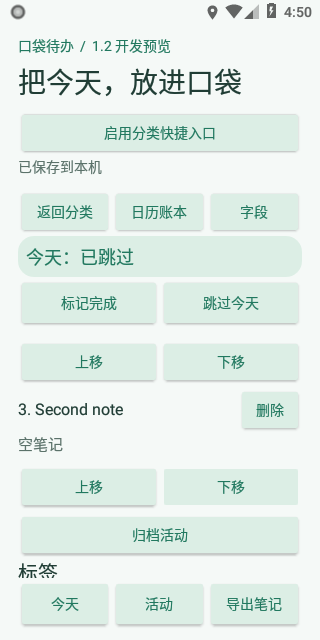 4:50
口袋待办 / 1.2 开发预览
把今天，放进口袋
启用分类快捷入口
已保存到本机
返回分类 日历账本 字段
今天：已跳过
标记完成 跳过今天
上移 下移
3. Second note 删除
空笔记
上移 下移
归档活动
标签
今天 活动 导出笔记